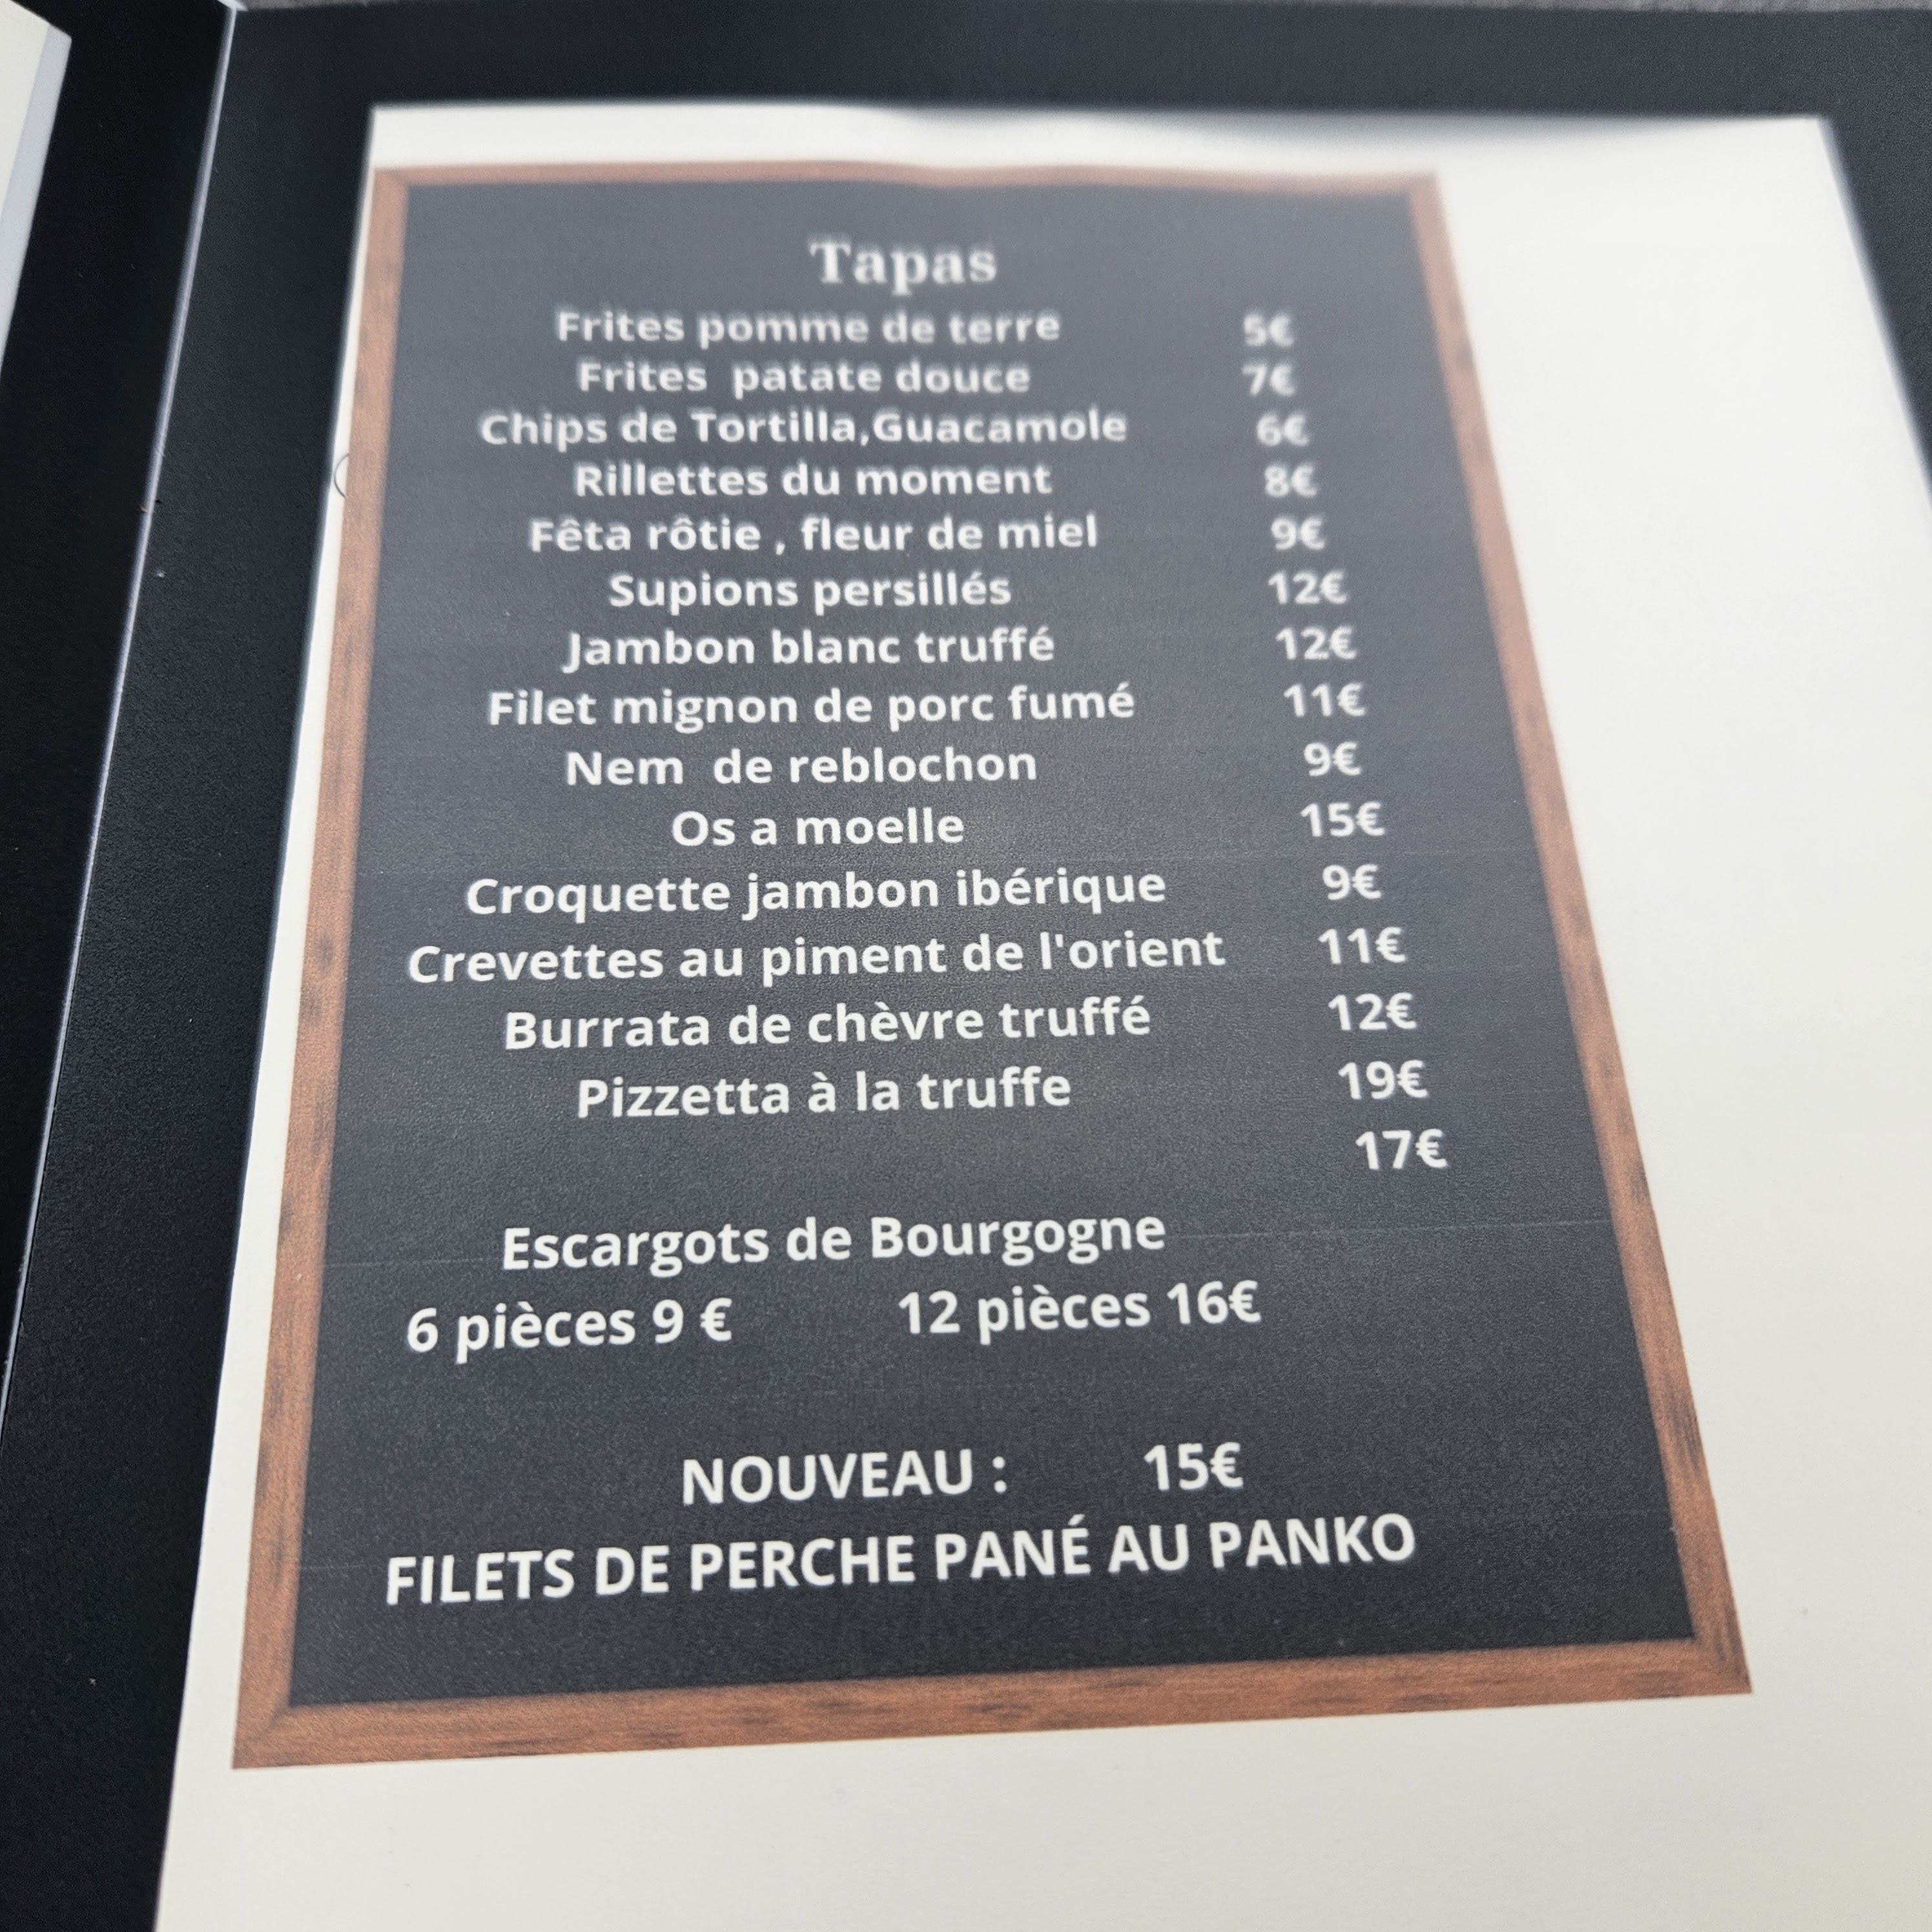 Tapas
Frites pomme de terre 5€
Frites patate douce 7€
Chips de Tortilla,Guacamole 6€
Rillettes du moment 8€
Fêta rôtie , fleur de miel 9€
Supions persillés 12€
Jambon blanc truffé 12€
Filet mignon de porc fumé 11€
Nem de reblochon 9€
Os a moelle 15€
Croquette jambon ibérique 9€
Crevettes au piment de l'orient 11€
Burrata de chèvre truffé 12€
Pizzetta à la truffe 19€
17€
Escargots de Bourgogne
6 pièces 9 € 12 pièces 16€
NOUVEAU : 15€
FILETS DE PERCHE PANÉ AU PANKO